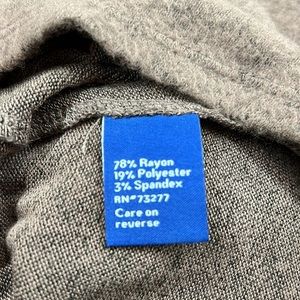 78% Rayon
19% Polyester
3% Spandex
RN#73277
Care on
reverse